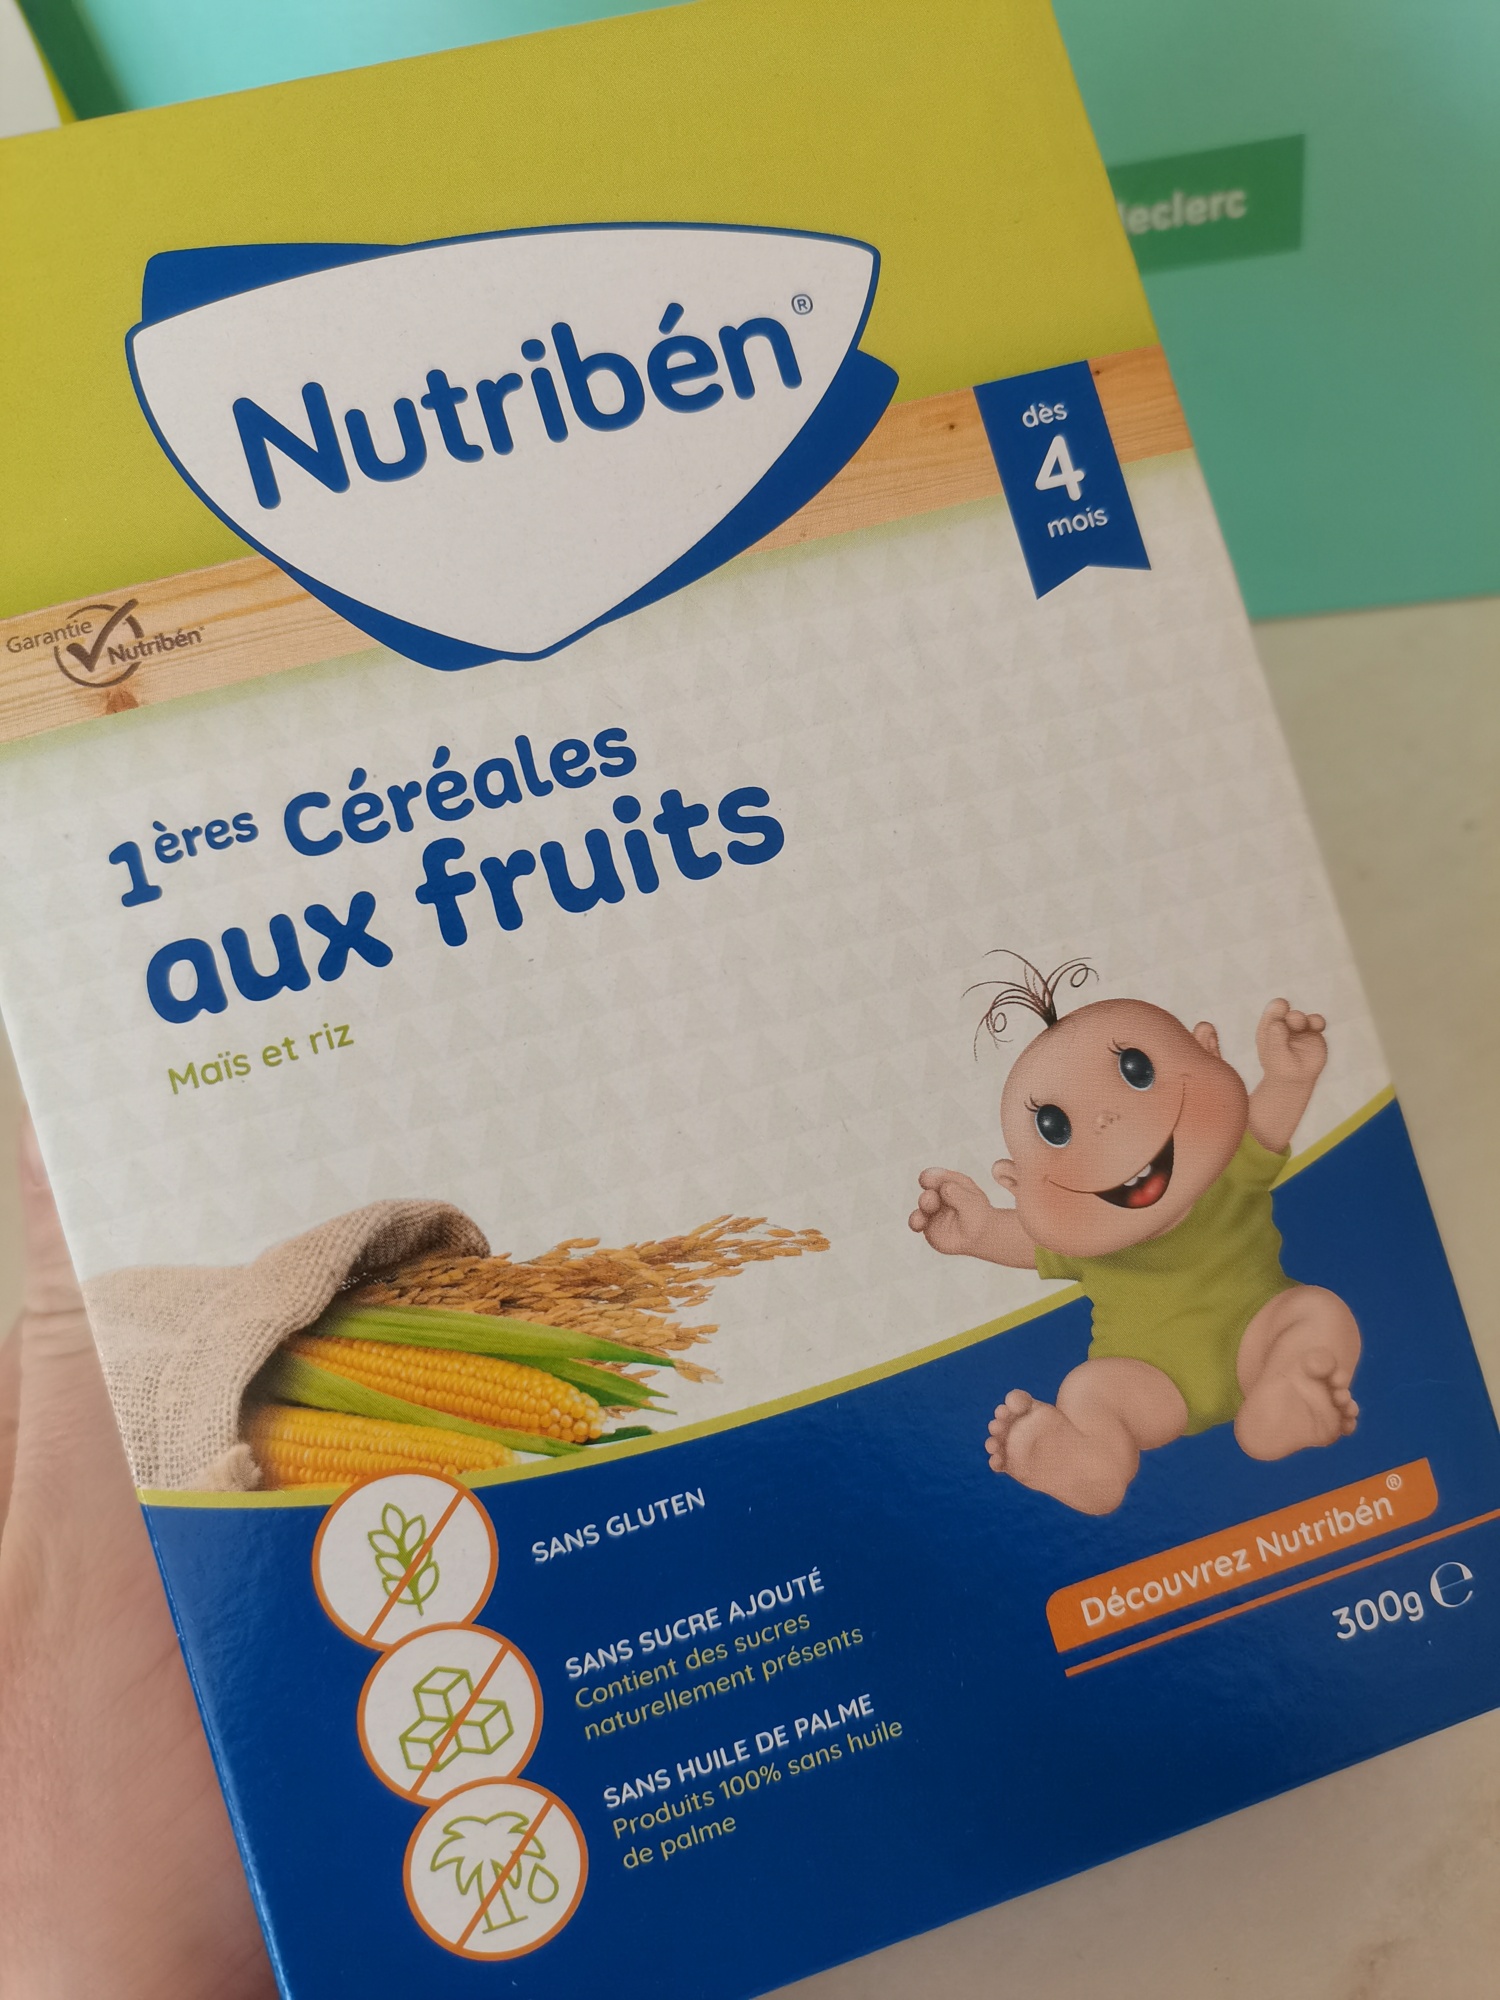 leclerc
Nutribén®
dès
4
mois
Garantie
Nutribén®
1ères Céréales
aux fruits
Maïs et riz
SANS GLUTEN
SANS SUCRE AJOUTÉ
Contient des sucres
naturellement présents
SANS HUILE DE PALME
Produits 100% sans huile
de palme
Découvrez Nutribén®
300g ℮